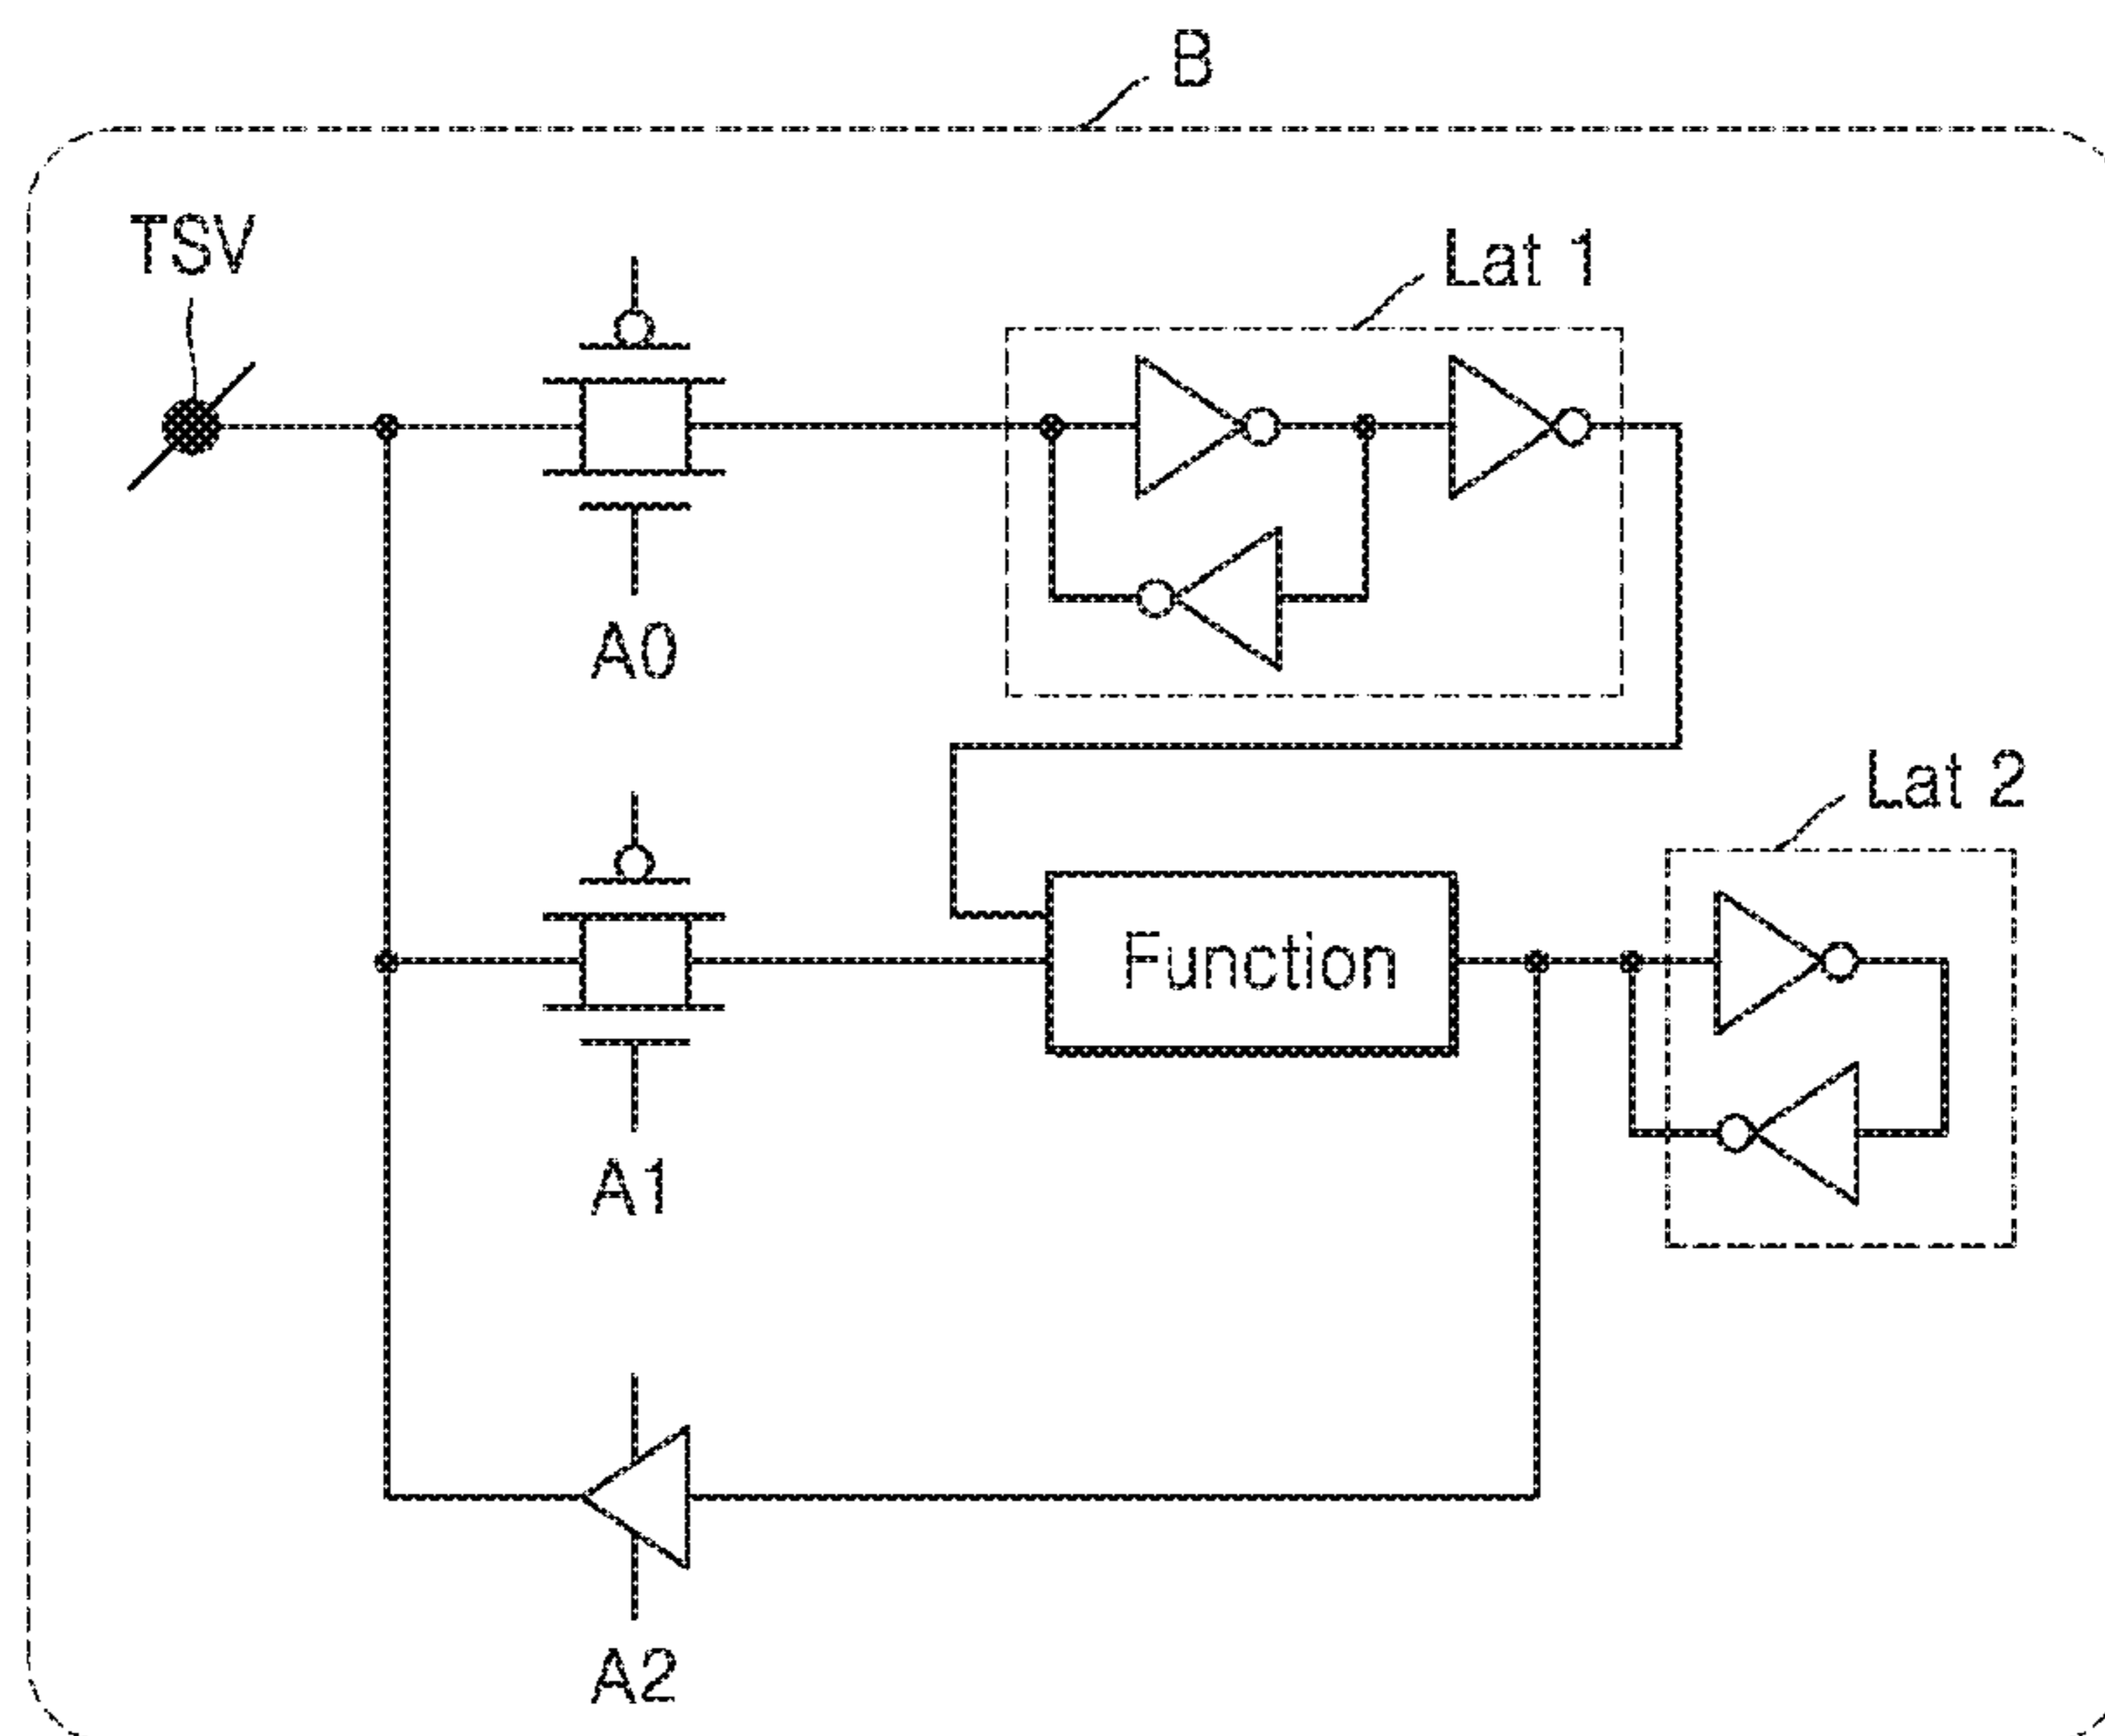 B
TSV
Lat 1
A0
Lat 2
Function
A1
A2